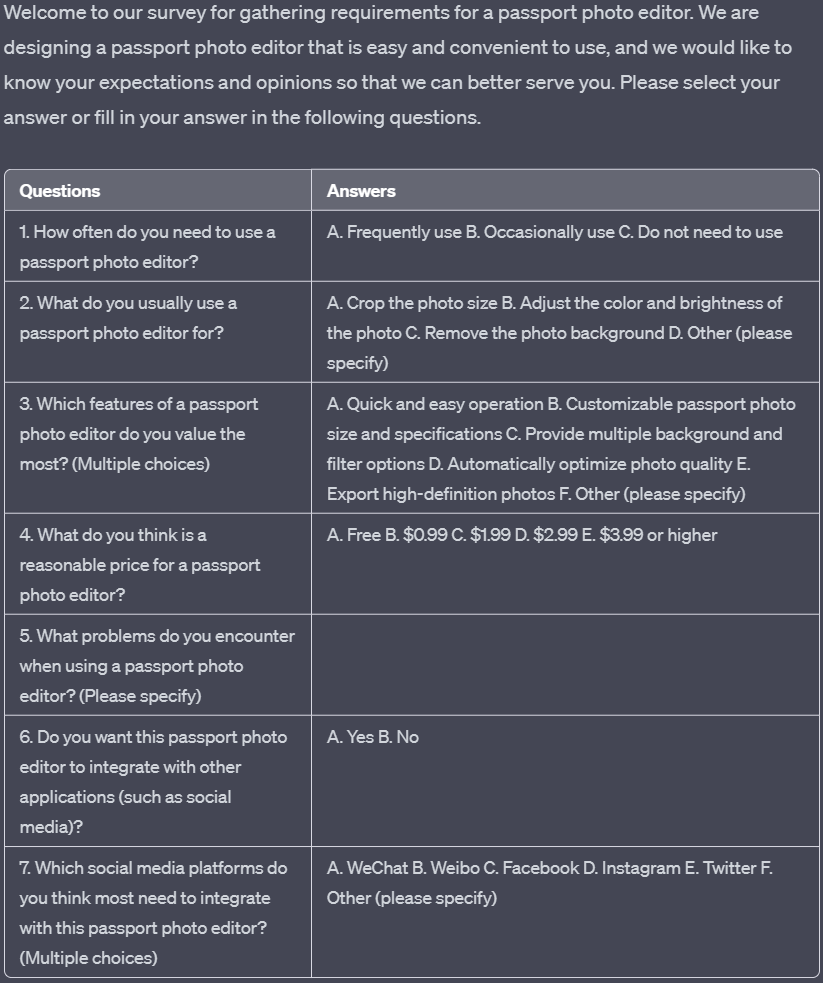 Welcome to our survey for gathering requirements for a passport photo editor. We are
designing a passport photo editor that is easy and convenient to use, and we would like to
know your expectations and opinions so that we can better serve you. Please select your
answer or fill in your answer in the following questions.
Questions
Answers
1. How often do you need to use a
passport photo editor?
A. Frequently use B. Occasionally use C. Do not need to use
2. What do you usually use a
passport photo editor for?
A. Crop the photo size B. Adjust the color and brightness of
the photo C. Remove the photo background D. Other (please
specify)
3. Which features of a passport
photo editor do you value the
most? (Multiple choices)
A. Quick and easy operation B. Customizable passport photo
size and specifications C. Provide multiple background and
filter options D. Automatically optimize photo quality E.
Export high-definition photos F. Other (please specify)
4. What do you think is a
reasonable price for a passport
photo editor?
A. Free B. $0.99 C. $1.99 D. $2.99 E. $3.99 or higher
5. What problems do you encounter
when using a passport photo
editor? (Please specify)
6. Do you want this passport photo
editor to integrate with other
applications (such as social
media)?
A. Yes B. No
7. Which social media platforms do
you think most need to integrate
with this passport photo editor?
(Multiple choices)
A. WeChat B. Weibo C. Facebook D. Instagram E. Twitter F.
Other (please specify)